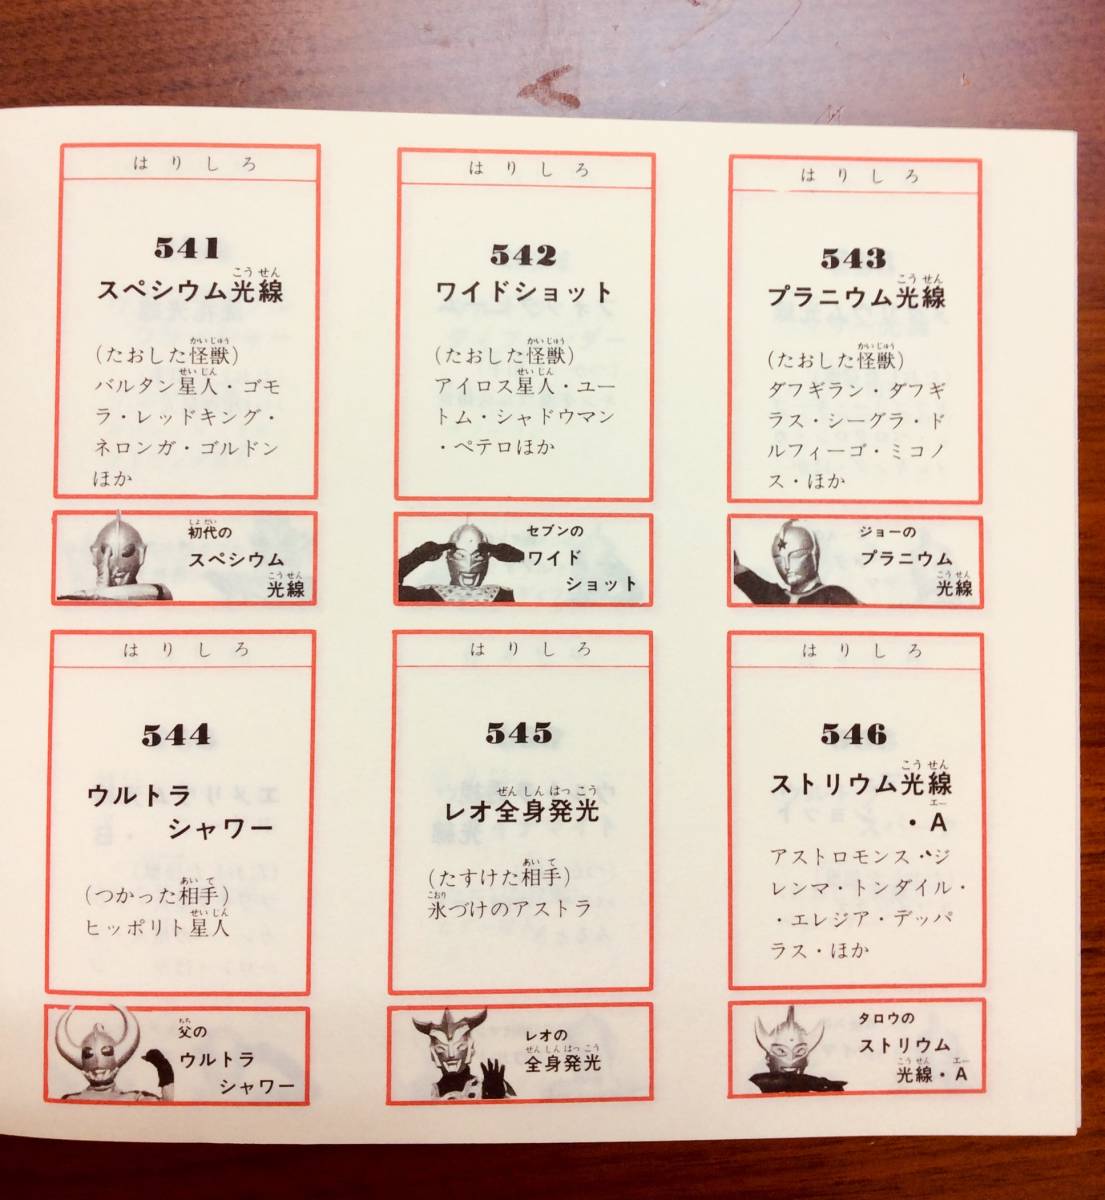 はりしろ
541
スペシウム光線
(たおした怪獣)
バルタン星人・ゴモ
ラ・レッドキング・
ネロンガ・ゴルドン
ほか
初代の
スペシウム
光線
はりしろ
542
ワイドショット
(たおした怪獣)
アイロス星人・ユー
トム・シャドウマン
・ペテロほか
セブンの
ワイド
ショット
はりしろ
543
プラニウム光線
(たおした怪獣)
ダフギラン・ダフギ
ラス・シーグラ・ド
ルフィーゴ・ミコノ
ス・ほか
ジョーの
プラニウム
光線
はりしろ
544
ウルトラ
シャワー
(つかった相手)
ヒッポリト星人
父の
ウルトラ
シャワー
はりしろ
545
レオ全身発光
(たすけた相手)
氷づけのアストラ
レオの
全身発光
はりしろ
546
ストリウム光線
・A
アストロモンス・ジ
レンマ・トンダイル・
・エレジア・デッパ
ラス・ほか
タロウの
ストリウム
光線・A